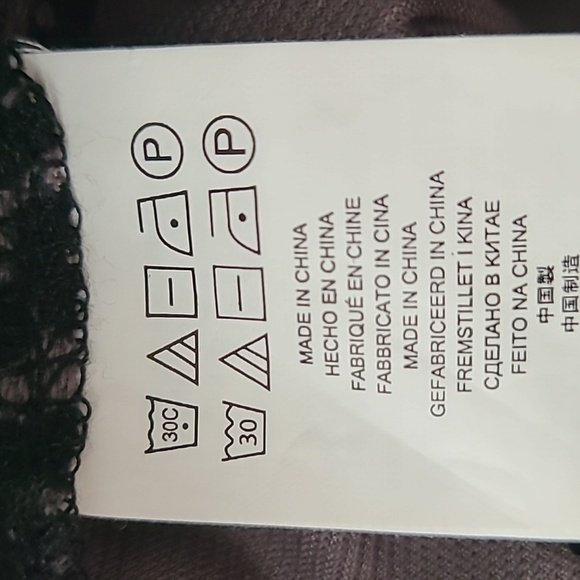 30C P
30 P
MADE IN CHINA
HECHO EN CHINA
FABRIQUÉ EN CHINE
FABBRICATO IN CINA
MADE IN CHINA
GEFABRICEERD IN CHINA
FREMSTILLET I KINA
СДЕЛАНО В КИТАЕ
FEITO NA CHINA
中国製
中国制造